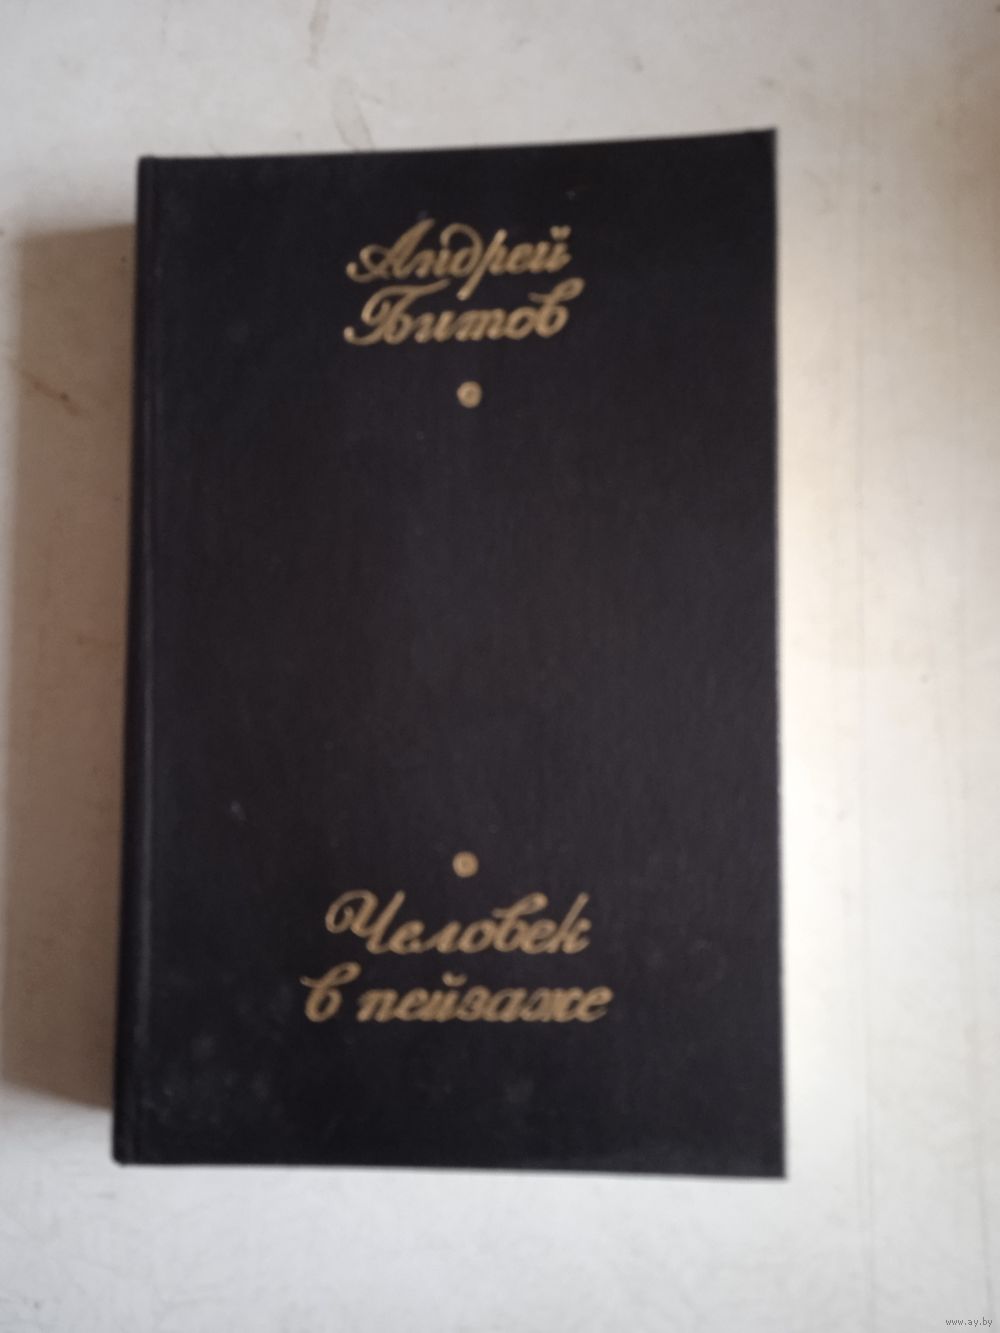 Андрей
Битов
Человек
в пейзаже
www.ay.by